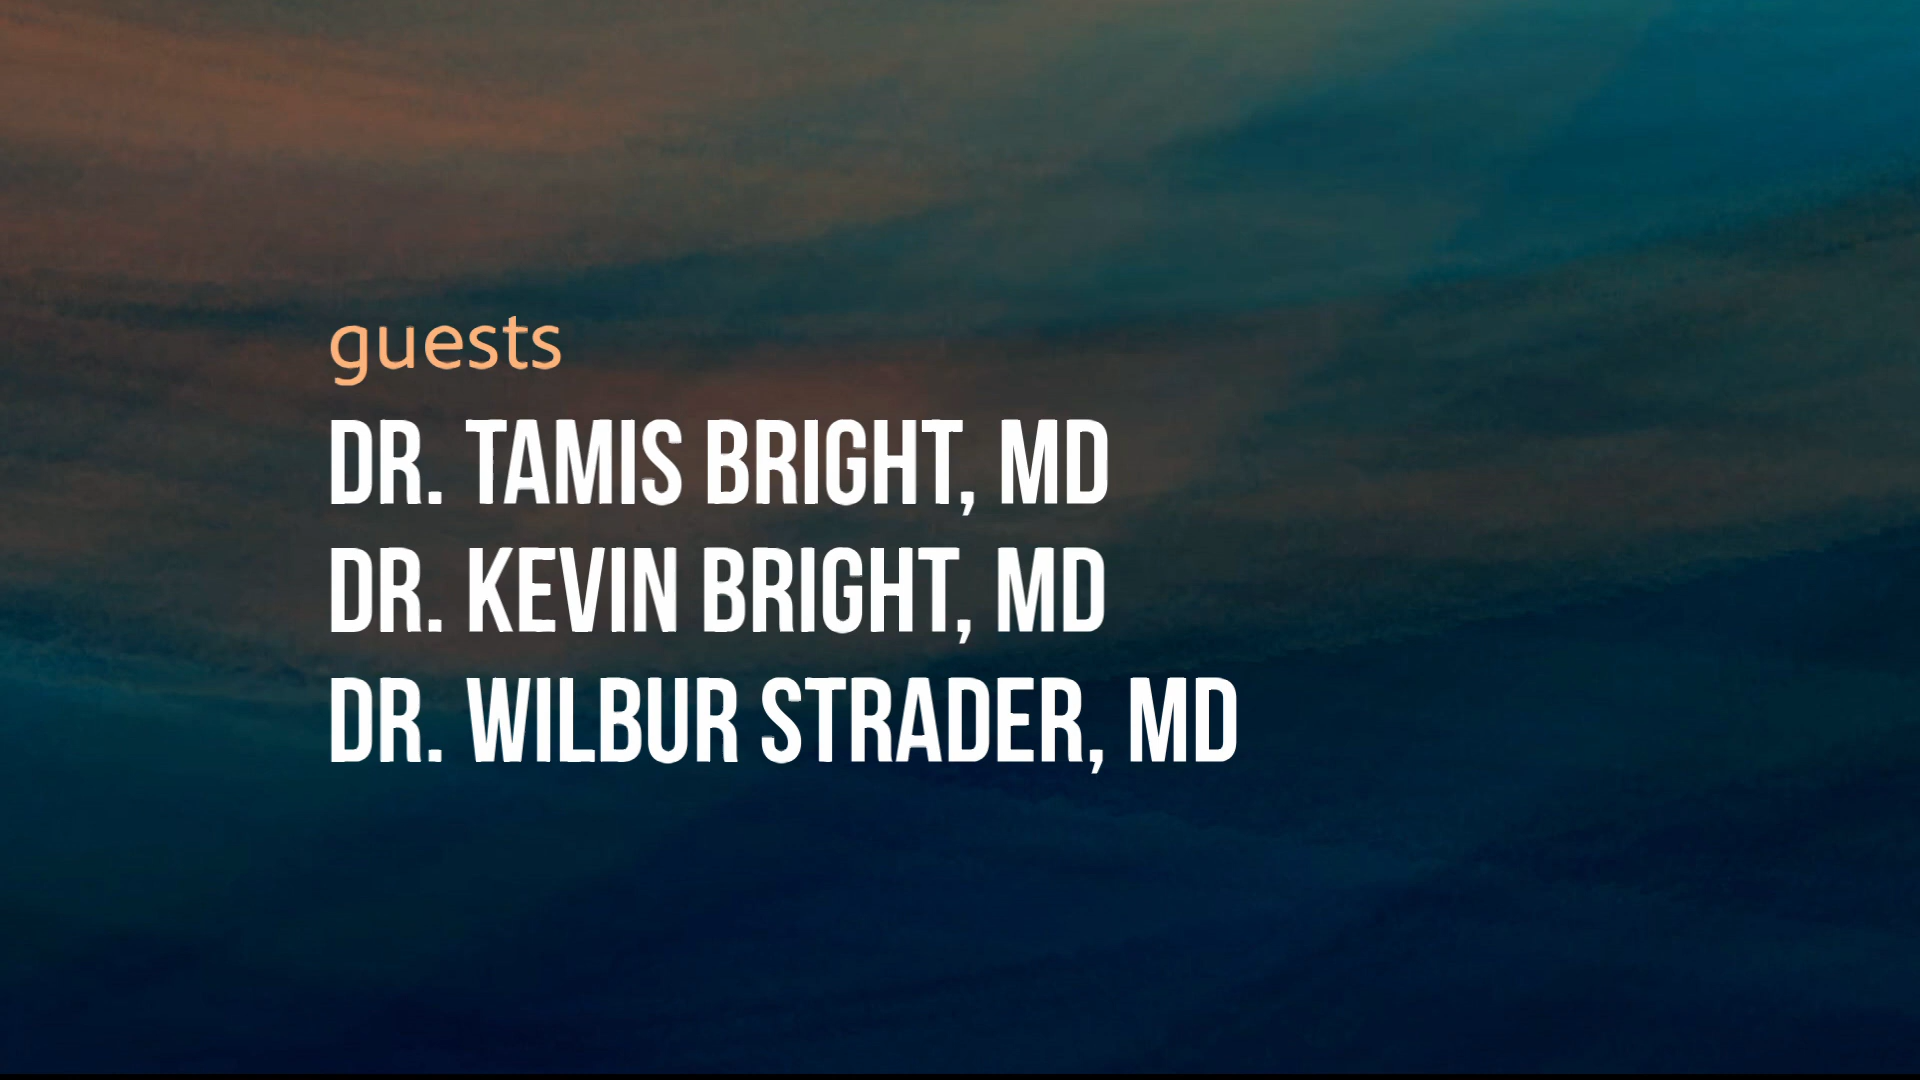 guests
DR. TAMIS BRIGHT, MD
DR. KEVIN BRIGHT, MD
DR. WILBUR STRADER, MD